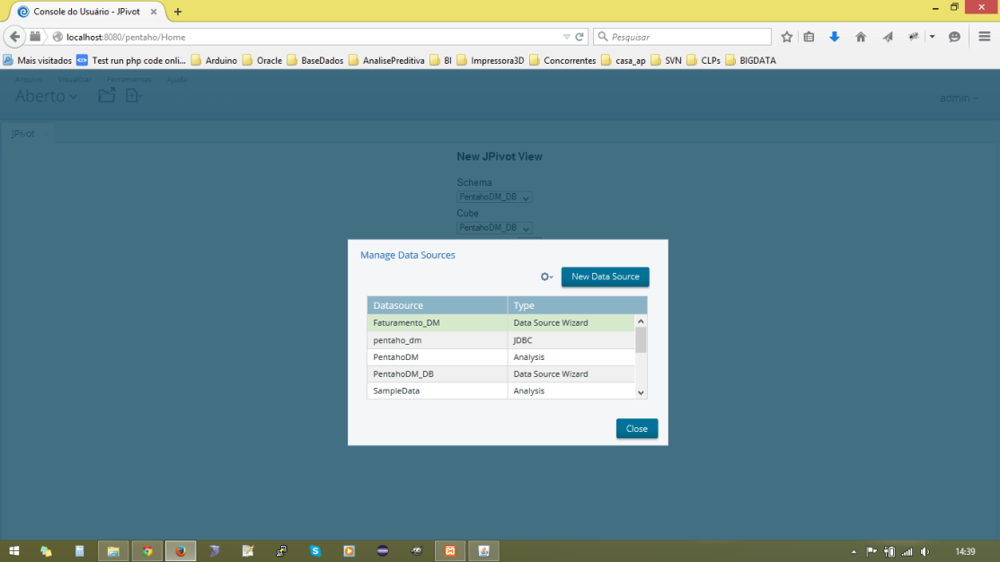 Console do Usuário - JPivot
localhost:8080/pentaho/Home
Pesquisar
Mais visitados Test run php code onli... Arduino Oracle BaseDados AnalisePreditiva BI Impressora3D Concorrentes casa_ap SVN CLPs BIGDATA
Arquivo Visualizar Ferramentas Ajuda
Aberto
admin
JPivot
New JPivot View
Schema
PentahoDM_DB
Cube
PentahoDM_DB
Manage Data Sources
New Data Source
Datasource Type
Faturamento_DM Data Source Wizard
pentaho_dm JDBC
PentahoDM Analysis
PentahoDM_DB Data Source Wizard
SampleData Analysis
Close
14:39